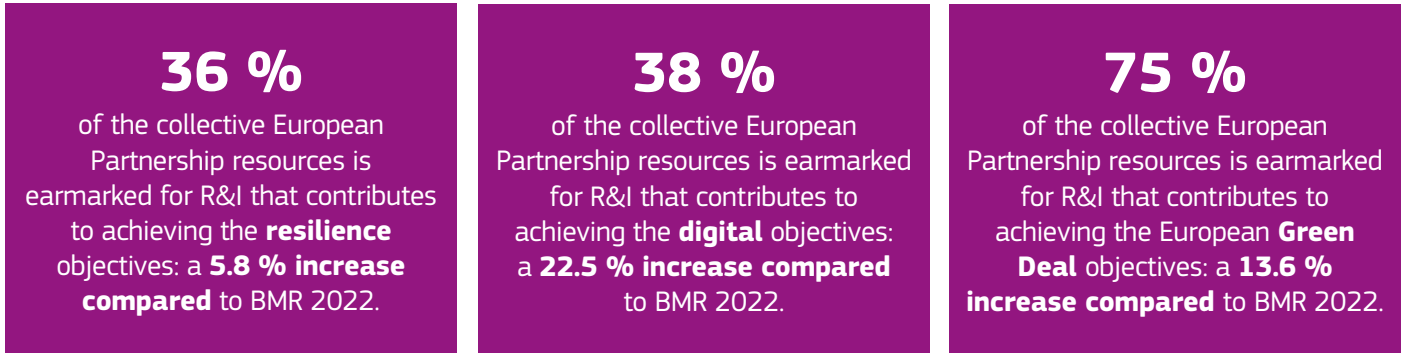 36 %
of the collective European
Partnership resources is
earmarked for R&I that contributes
to achieving the resilience
objectives: a 5.8 % increase
compared to BMR 2022.
38 %
of the collective European
Partnership resources is earmarked
for R&I that contributes to
achieving the digital objectives:
a 22.5 % increase compared
to BMR 2022.
75 %
of the collective European
Partnership resources is earmarked
for R&I that contributes to
achieving the European Green
Deal objectives: a 13.6 %
increase compared to BMR 2022.